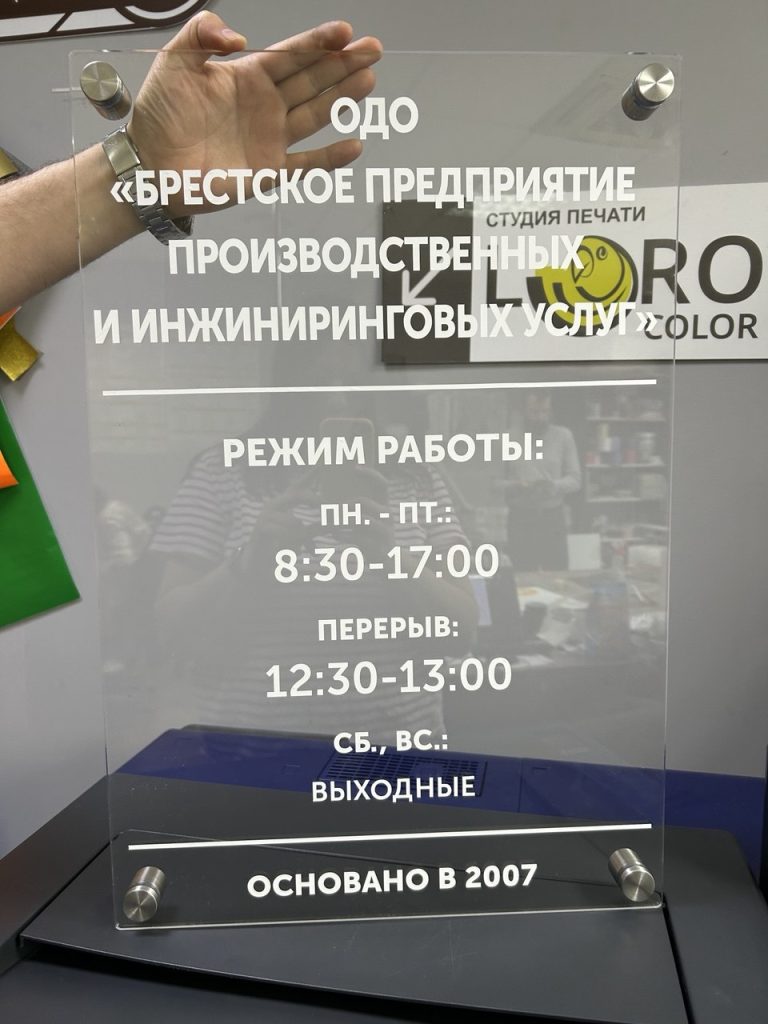 ОДО
«БРЕСТСКОЕ ПРЕДПРИЯТИЕ
ПРОИЗВОДСТВЕННЫХ
И ИНЖИНИРИНГОВЫХ УСЛУГ»
СТУДИЯ ПЕЧАТИ
LORO
COLOR
РЕЖИМ РАБОТЫ:
ПН. - ПТ.:
8:30-17:00
ПЕРЕРЫВ:
12:30-13:00
СБ., ВС.:
ВЫХОДНЫЕ
ОСНОВАНО В 2007